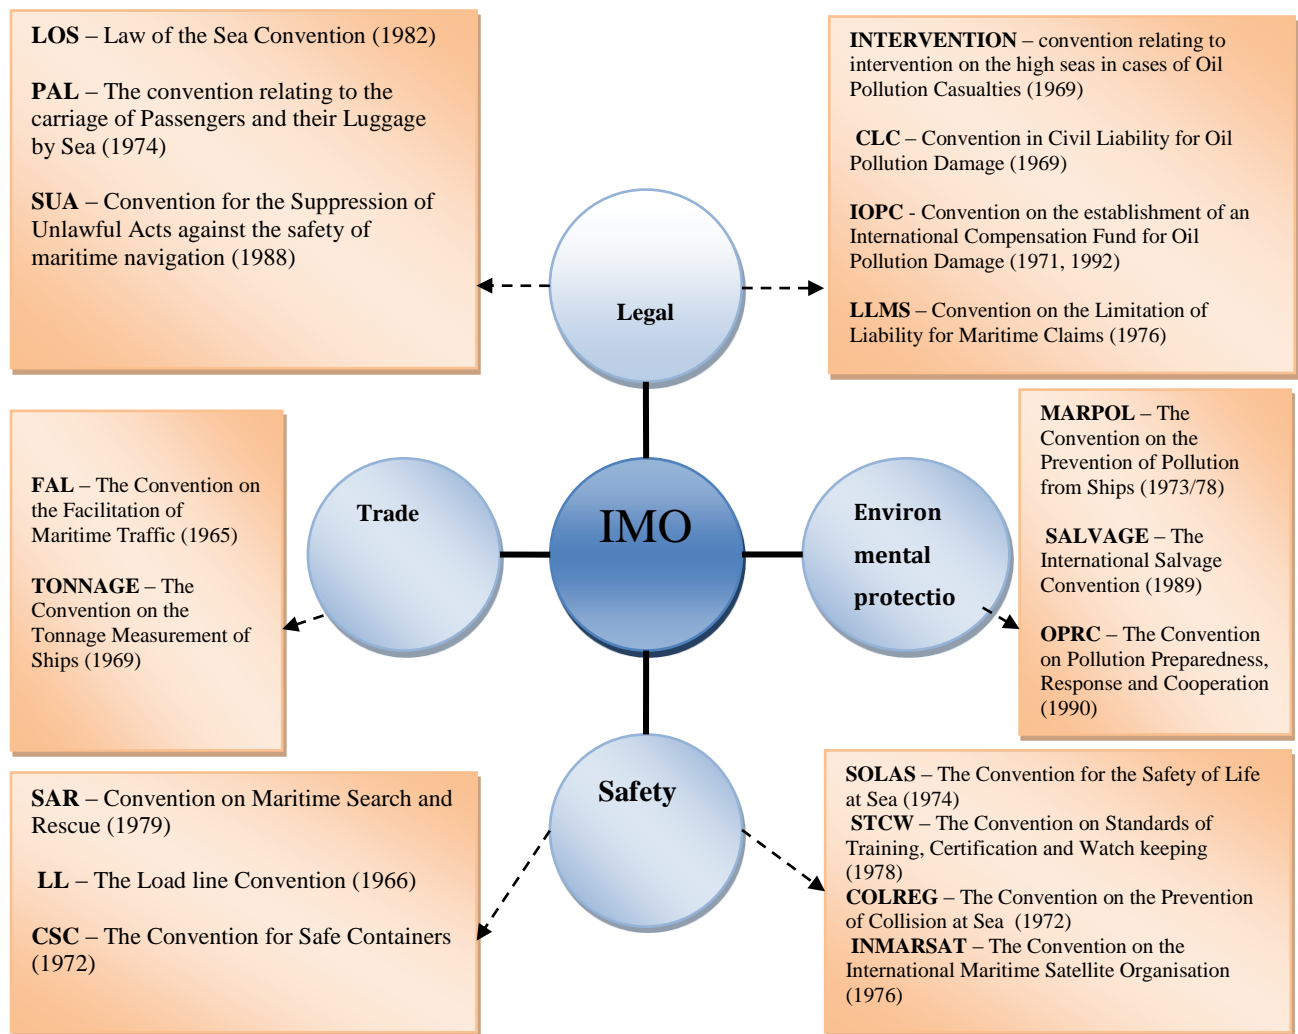 LOS – Law of the Sea Convention (1982)
PAL – The convention relating to the
carriage of Passengers and their Luggage
by Sea (1974)
SUA – Convention for the Suppression of
Unlawful Acts against the safety of
maritime navigation (1988)
INTERVENTION – convention relating to
intervention on the high seas in cases of Oil
Pollution Casualties (1969)
CLC – Convention in Civil Liability for Oil
Pollution Damage (1969)
IOPC - Convention on the establishment of an
International Compensation Fund for Oil
Pollution Damage (1971, 1992)
LLMS – Convention on the Limitation of
Liability for Maritime Claims (1976)
Legal
FAL – The Convention on
the Facilitation of
Maritime Traffic (1965)
TONNAGE – The
Convention on the
Tonnage Measurement of
Ships (1969)
Trade
IMO
Environ
mental
protectio
MARPOL – The
Convention on the
Prevention of Pollution
from Ships (1973/78)
SALVAGE – The
International Salvage
Convention (1989)
OPRC – The Convention
on Pollution Preparedness,
Response and Cooperation
(1990)
Safety
SAR – Convention on Maritime Search and
Rescue (1979)
LL – The Load line Convention (1966)
CSC – The Convention for Safe Containers
(1972)
SOLAS – The Convention for the Safety of Life
at Sea (1974)
STCW – The Convention on Standards of
Training, Certification and Watch keeping
(1978)
COLREG – The Convention on the Prevention
of Collision at Sea (1972)
INMARSAT – The Convention on the
International Maritime Satellite Organisation
(1976)